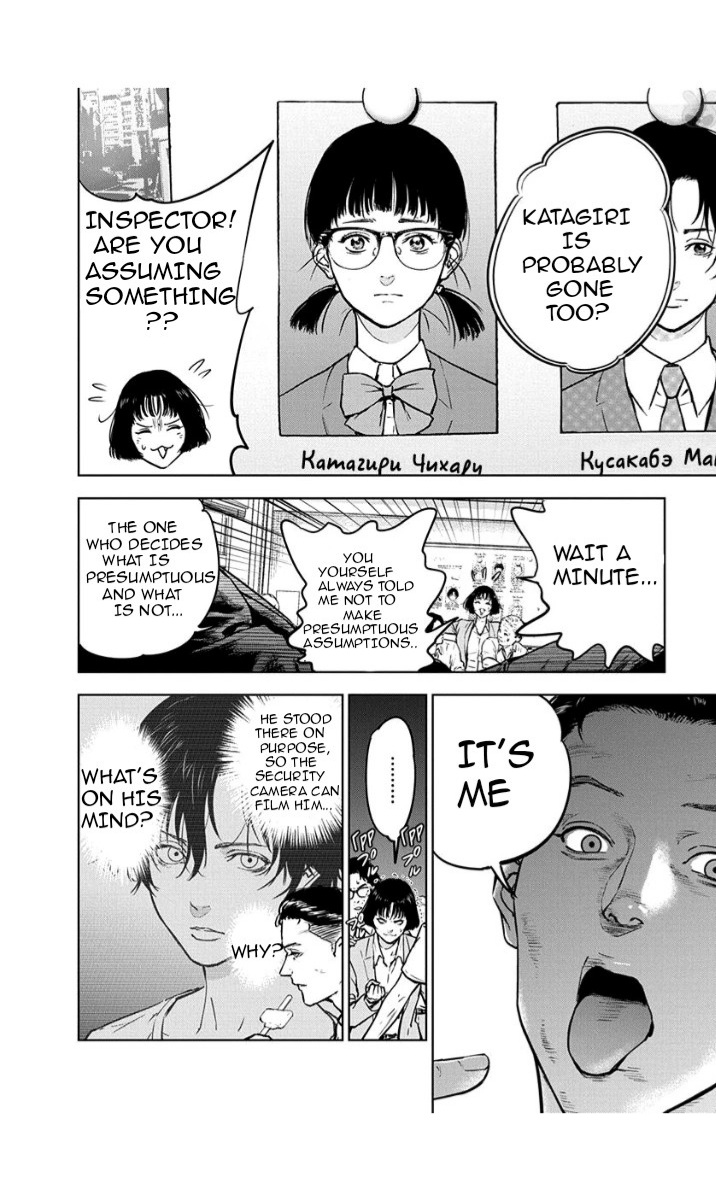 KATAGIRI
IS
PROBABLY
GONE
TOO?
INSPECTOR!
ARE YOU
ASSUMING
SOMETHING
??
Кусакабэ Ма
Катагири Чихари
WAIT A
MINUTE...
YOU
YOURSELF
ALWAYS TOLD
ME NOT TO
MAKE
PRESUMPTUOUS
ASSUMPTIONS..
THE ONE
WHO DECIDES
WHAT IS
PRESUMPTUOUS
AND WHAT
IS NOT...
IT'S
ME
.........
HE STOOD
THERE ON
PURPOSE,
SO THE
SECURITY
CAMERA CAN
FILM HIM...
WHAT'S
ON HIS
MIND?
WHY?